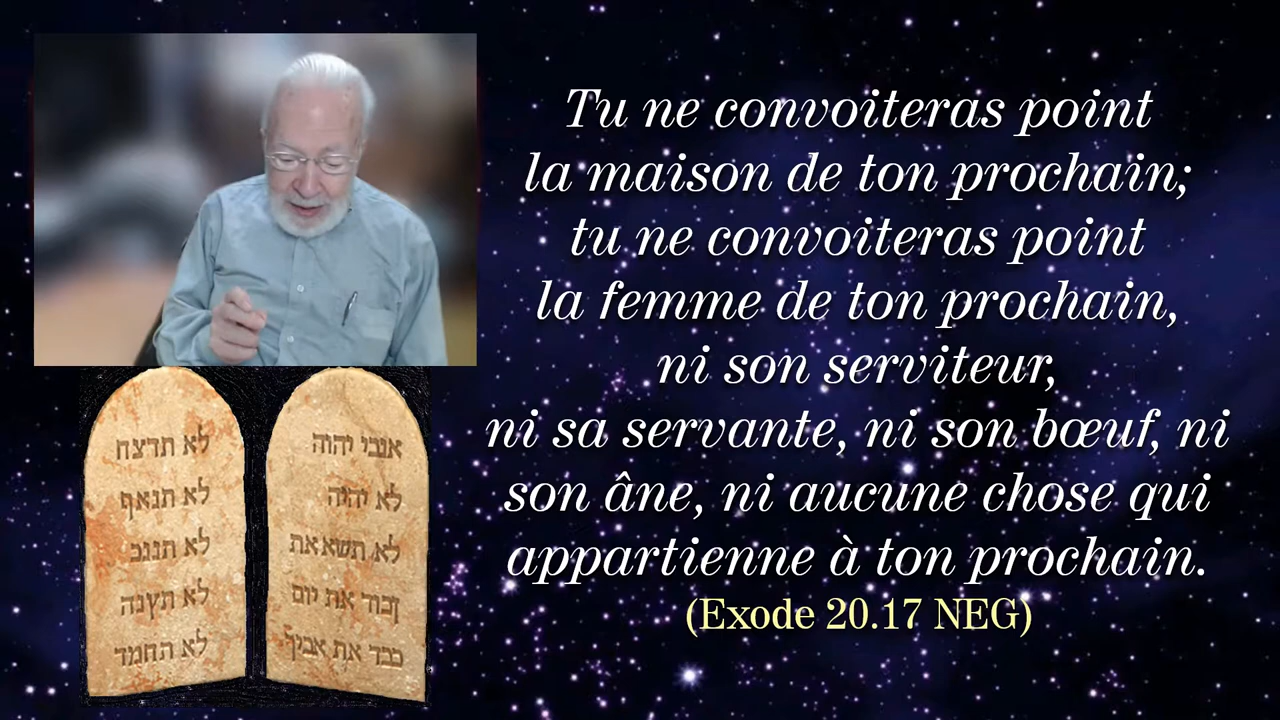 Tu ne convoiteras point
la maison de ton prochain;
tu ne convoiteras point
la femme de ton prochain,
ni son serviteur,
ni sa servante, ni son bœuf, ni
son âne, ni aucune chose qui
appartienne à ton prochain.
(Exode 20.17 NEG)
אנכי יהוה
לא יהיה
לא תשא את
זכור את יום
כבד את אביך
לא תרצח
לא תנאף
לא תגנב
לא תענה
לא תחמד